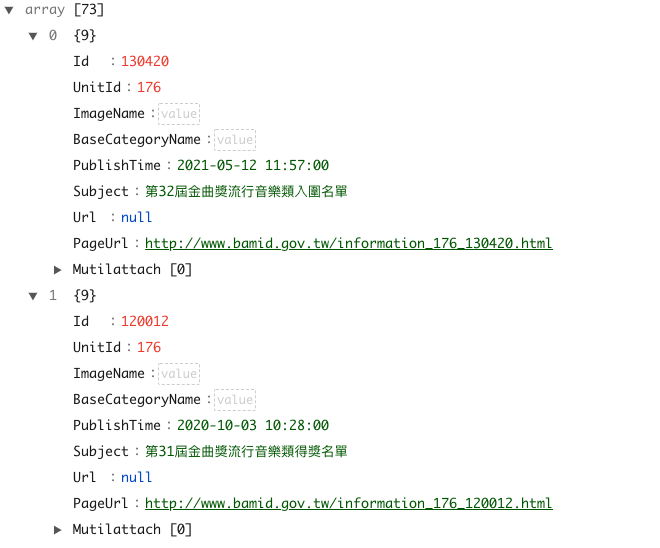 array [73]
0 {9}
Id :130420
UnitId:176
ImageName:value
BaseCategoryName:value
PublishTime:2021-05-12 11:57:00
Subject:第32屆金曲獎流行音樂類入圍名單
Url :null
PageUrl:http://www.bamid.gov.tw/information_176_130420.html
Mutilattach [0]
1 {9}
Id :120012
UnitId:176
ImageName:value
BaseCategoryName:value
PublishTime:2020-10-03 10:28:00
Subject:第31屆金曲獎流行音樂類得獎名單
Url :null
PageUrl:http://www.bamid.gov.tw/information_176_120012.html
Mutilattach [0]